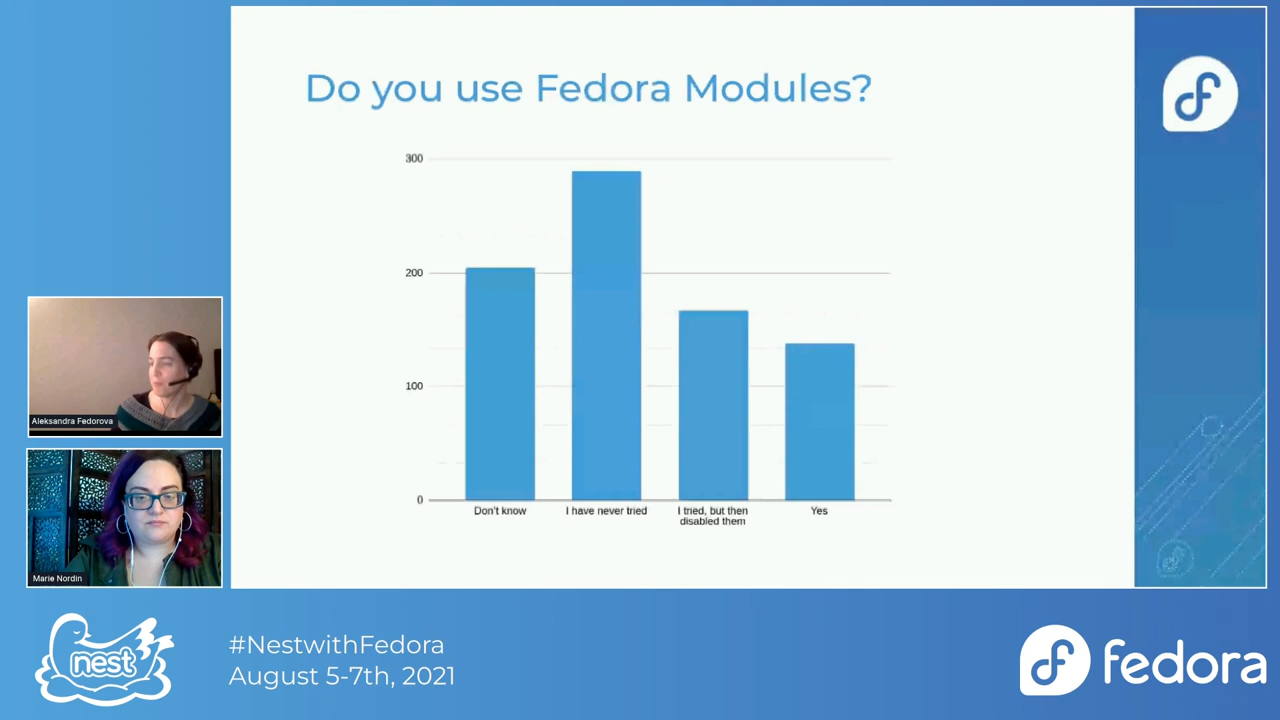 Do you use Fedora Modules?
300
200
100
0
Don't know
I have never tried
I tried, but then
disabled them
Yes
Aleksandra Fedorova
Marie Nordin
nest
#NestwithFedora
August 5-7th, 2021
fedora